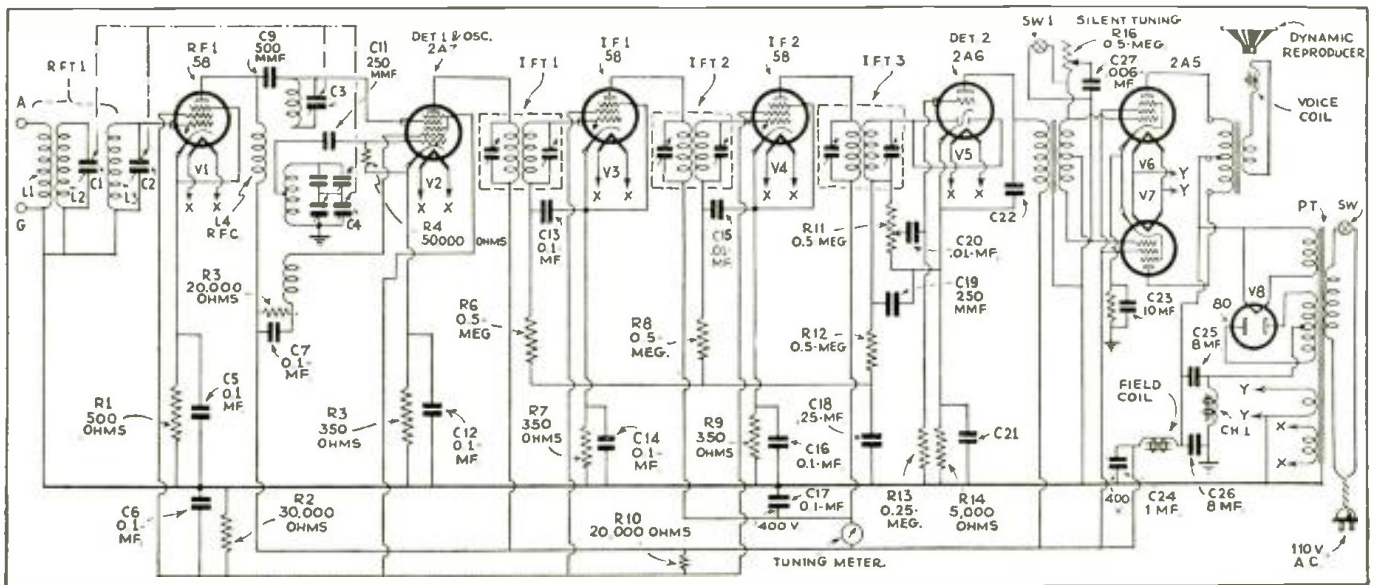 RFT1
A
G
L1
L2
C1
L3
C2
RF1
58
V1
X X
C9
500
MMF
L4
RFC
C3
C11
250
MMF
C4
R4
50000 OHMS
DET 1 & OSC.
2A7
V2
X X
R3
20,000
OHMS
C7
0.1-
MF.
R1
500
OHMS
C5
0.1
MF
C6
0.1
MF.
R2
30,000
OHMS
R3
350
OHMS
C12
0.1-
MF
IFT1
IF1
58
V3
X X
C13
0.1-
MF
R6
0.5-
MEG
R7
350
OHMS
C14
0.1-
MF
IFT2
IF2
58
V4
X X
C15
0.1
MF
R8
0.5-
MEG.
R9
350
OHMS
C16
0.1-MF
C17
0.1-MF
400 V
R10
20,000 OHMS
IFT3
DET 2
2A6
V5
X X
R11
0.5 MEG
C20
.01-MF.
C19
250
MMF
R12
0.5-MEG
C18
.25-MF.
C22
C21
R13
0.25-
MEG.
R14
5,000
OHMS
TUNING METER
SW1
SILENT TUNING
R16
0.5-MEG
C27
.006
MF
2A5
V6
V7
Y
Y
C23
10 MF
DYNAMIC
REPRODUCER
VOICE
COIL
PT
SW
V8
80
C25
8 MF.
FIELD
COIL
CH.1
Y
Y
X
X
400
V
C24
1 MF.
C26
8 MF.
110 V
A C